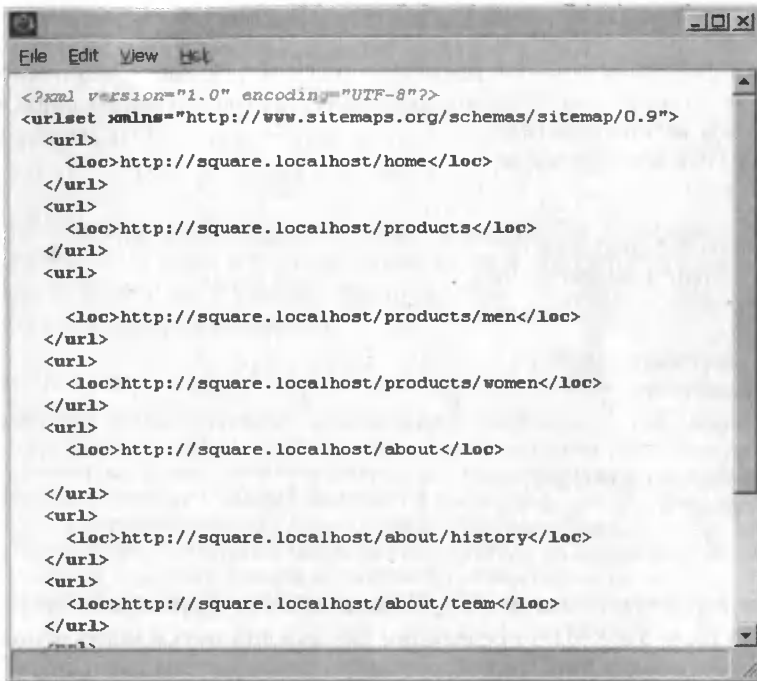 File Edit View
<?xml version="1.0" encoding="UTF-8"?>
<urlset xmlns="http://www.sitemaps.org/schemas/sitemap/0.9">
<url>
<loc>http://square.localhost/home</loc>
</url>
<url>
<loc>http://square.localhost/products</loc>
</url>
<url>
<loc>http://square.localhost/products/men</loc>
</url>
<url>
<loc>http://square.localhost/products/women</loc>
</url>
<url>
<loc>http://square.localhost/about</loc>
</url>
<url>
<loc>http://square.localhost/about/history</loc>
</url>
<url>
<loc>http://square.localhost/about/team</loc>
</url>